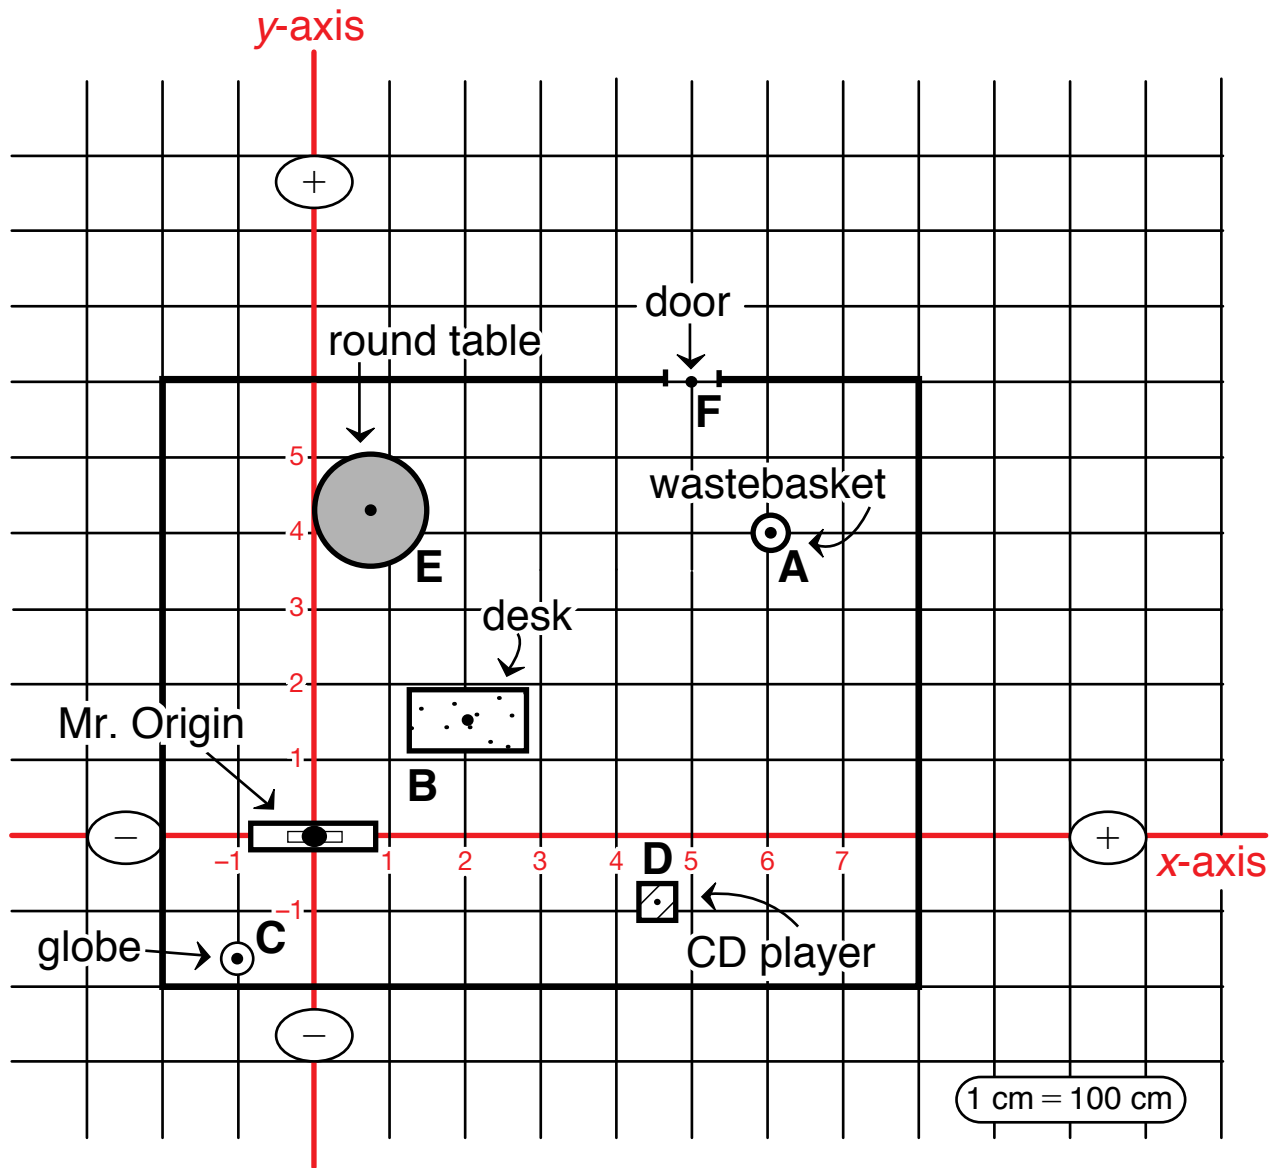 y-axis
+
door
round table
F
5
wastebasket
4
E
A
3
desk
2
Mr. Origin
1
B
−
+
−1
1
2
3
4
5
6
7
x-axis
D
−1
C
globe
CD player
−
1 cm = 100 cm